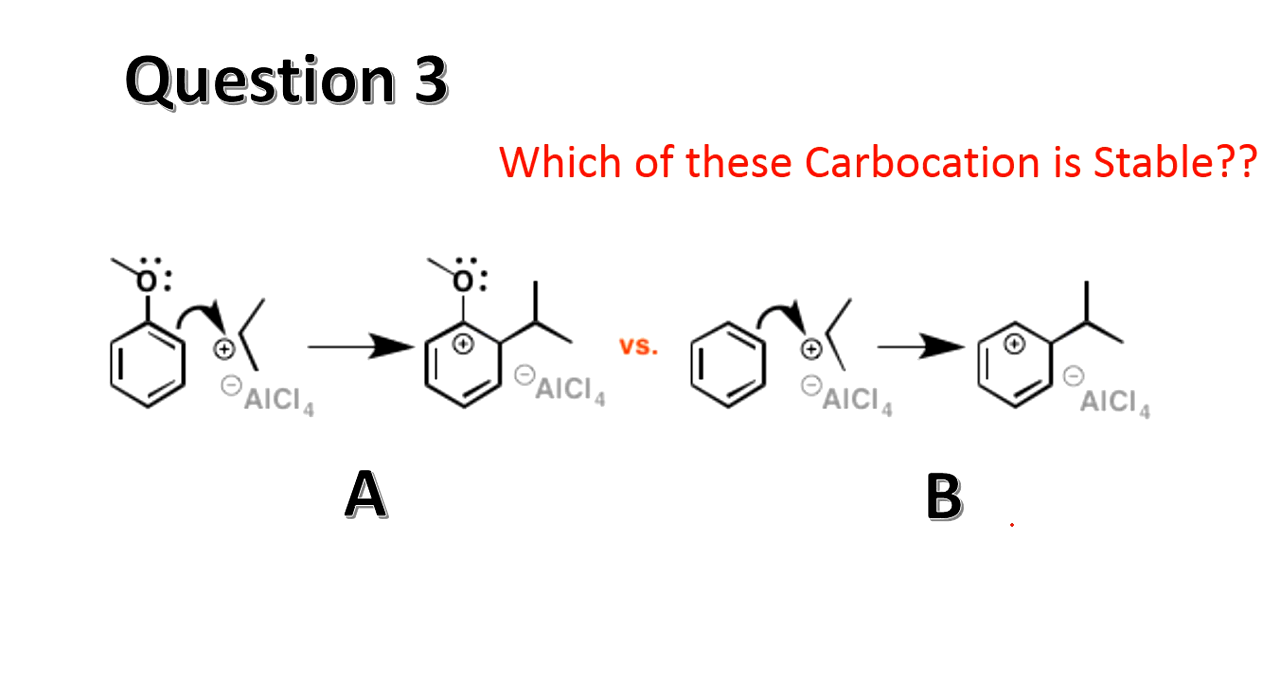 Question 3
Which of these Carbocation is Stable??
O
O
vs.
AlCl4
AlCl4
AlCl4
AlCl4
A
B